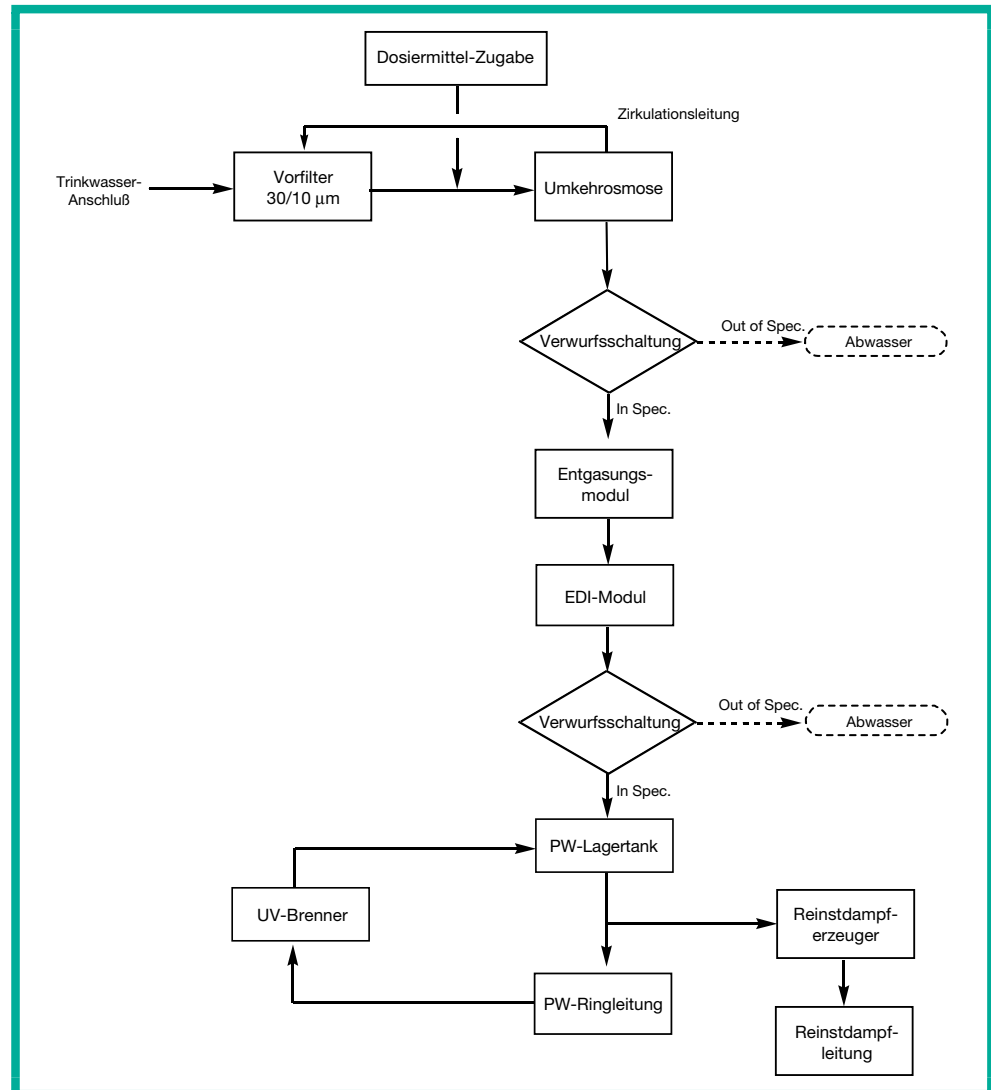 Dosiermittel-Zugabe
Zirkulationsleitung
Trinkwasser-
Anschluß
Vorfilter
30/10 μm
Umkehrosmose
Verwurfsschaltung
Out of Spec.
Abwasser
In Spec.
Entgasungs-
modul
EDI-Modul
Verwurfsschaltung
Out of Spec.
Abwasser
In Spec.
PW-Lagertank
UV-Brenner
Reinstdampf-
erzeuger
PW-Ringleitung
Reinstdampf-
leitung